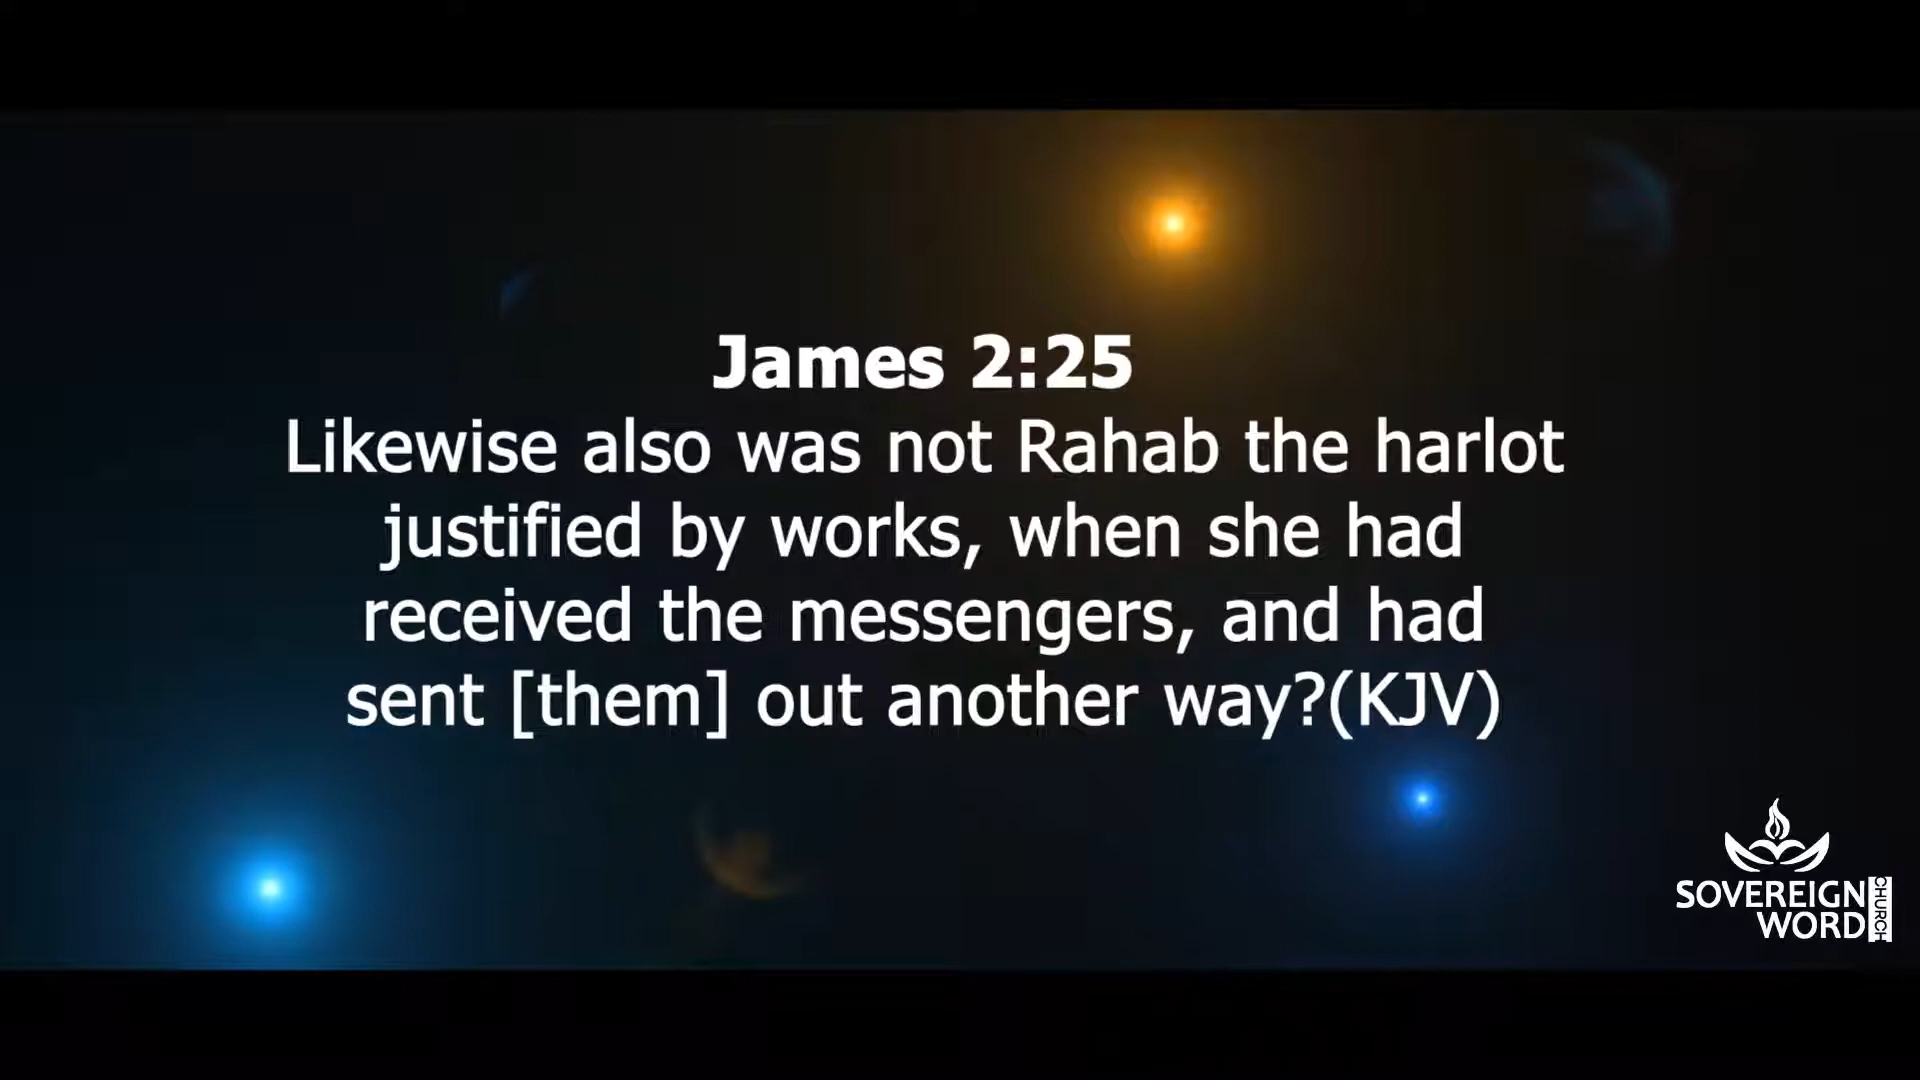 James 2:25
Likewise also was not Rahab the harlot
justified by works, when she had
received the messengers, and had
sent [them] out another way?(KJV)
SOVEREIGN
WORD
CHURCH